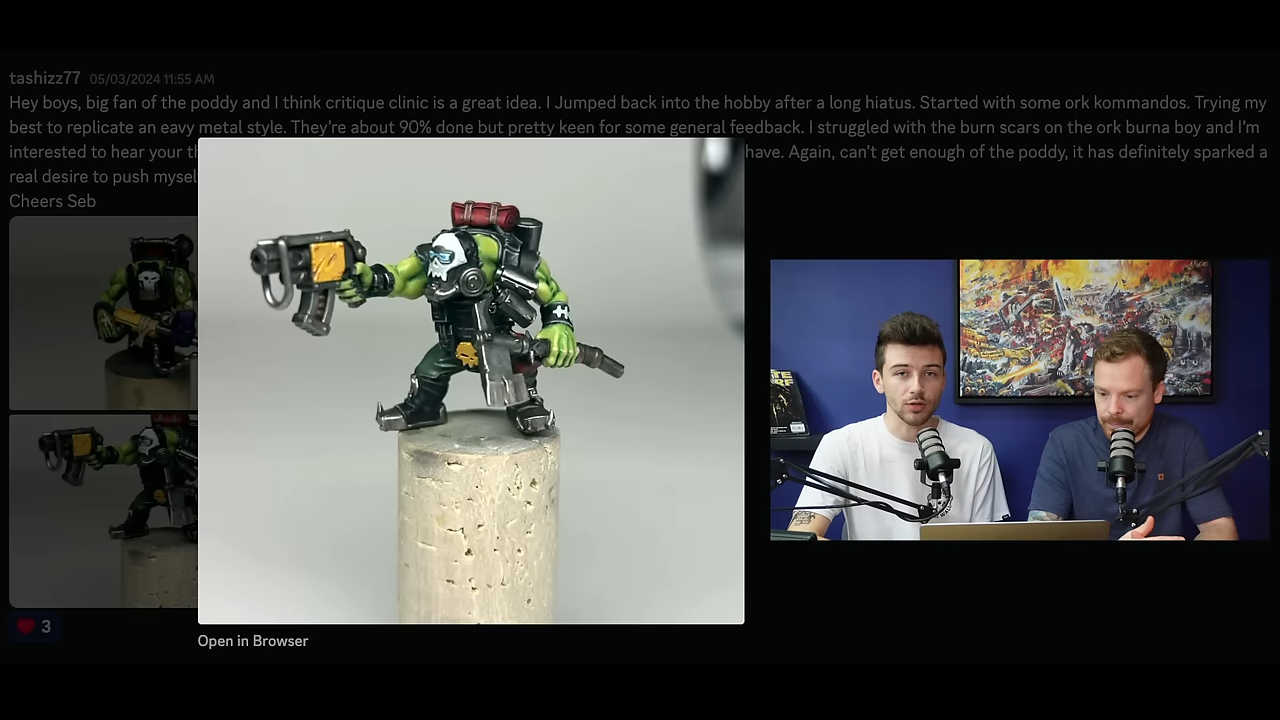 tashizz77 05/03/2024 11:55 AM
Hey boys, big fan of the poddy and I think critique clinic is a great idea. I Jumped back into the hobby after a long hiatus. Started with some ork kommandos. Trying my
best to replicate an eavy metal style. They're about 90% done but pretty keen for some general feedback. I struggled with the burn scars on the ork burna boy and I'm
interested to hear your have. Again, can't get enough of the poddy, it has definitely sparked a
real desire to push
Cheers Seb
3
Open in Browser